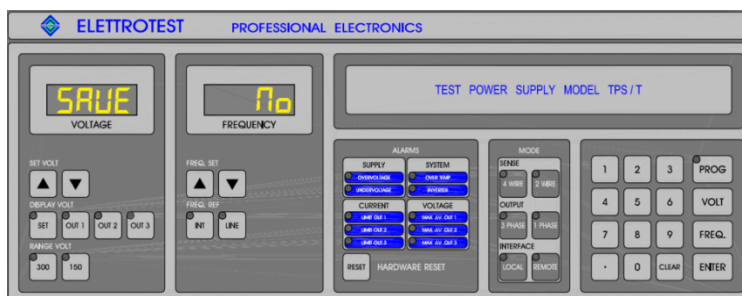 ELETTROTEST PROFESSIONAL ELECTRONICS
SAVE
VOLTAGE
No
FREQUENCY
TEST POWER SUPPLY MODEL TPS/T
SET VOLT
DISPLAY VOLT
SET
OUT 1
OUT 2
OUT 3
RANGE VOLT
300
150
FREQ. SET
FREQ. REF
INT
LINE
ALARMS
SUPPLY
OVERVOLTAGE
UNDERVOLTAGE
SYSTEM
OVER TEMP.
INVERTER
CURRENT
LIMIT OUT 1
LIMIT OUT 2
LIMIT OUT 3
VOLTAGE
MAX. ΔV OUT 1
MAX. ΔV OUT 2
MAX. ΔV OUT 3
RESET
HARDWARE RESET
MODE
SENSE
4 WIRE
2 WIRE
OUTPUT
3 PHASE
1 PHASE
INTERFACE
LOCAL
REMOTE
1 2 3 PROG
4 5 6 VOLT
7 8 9 FREQ.
. 0 CLEAR ENTER